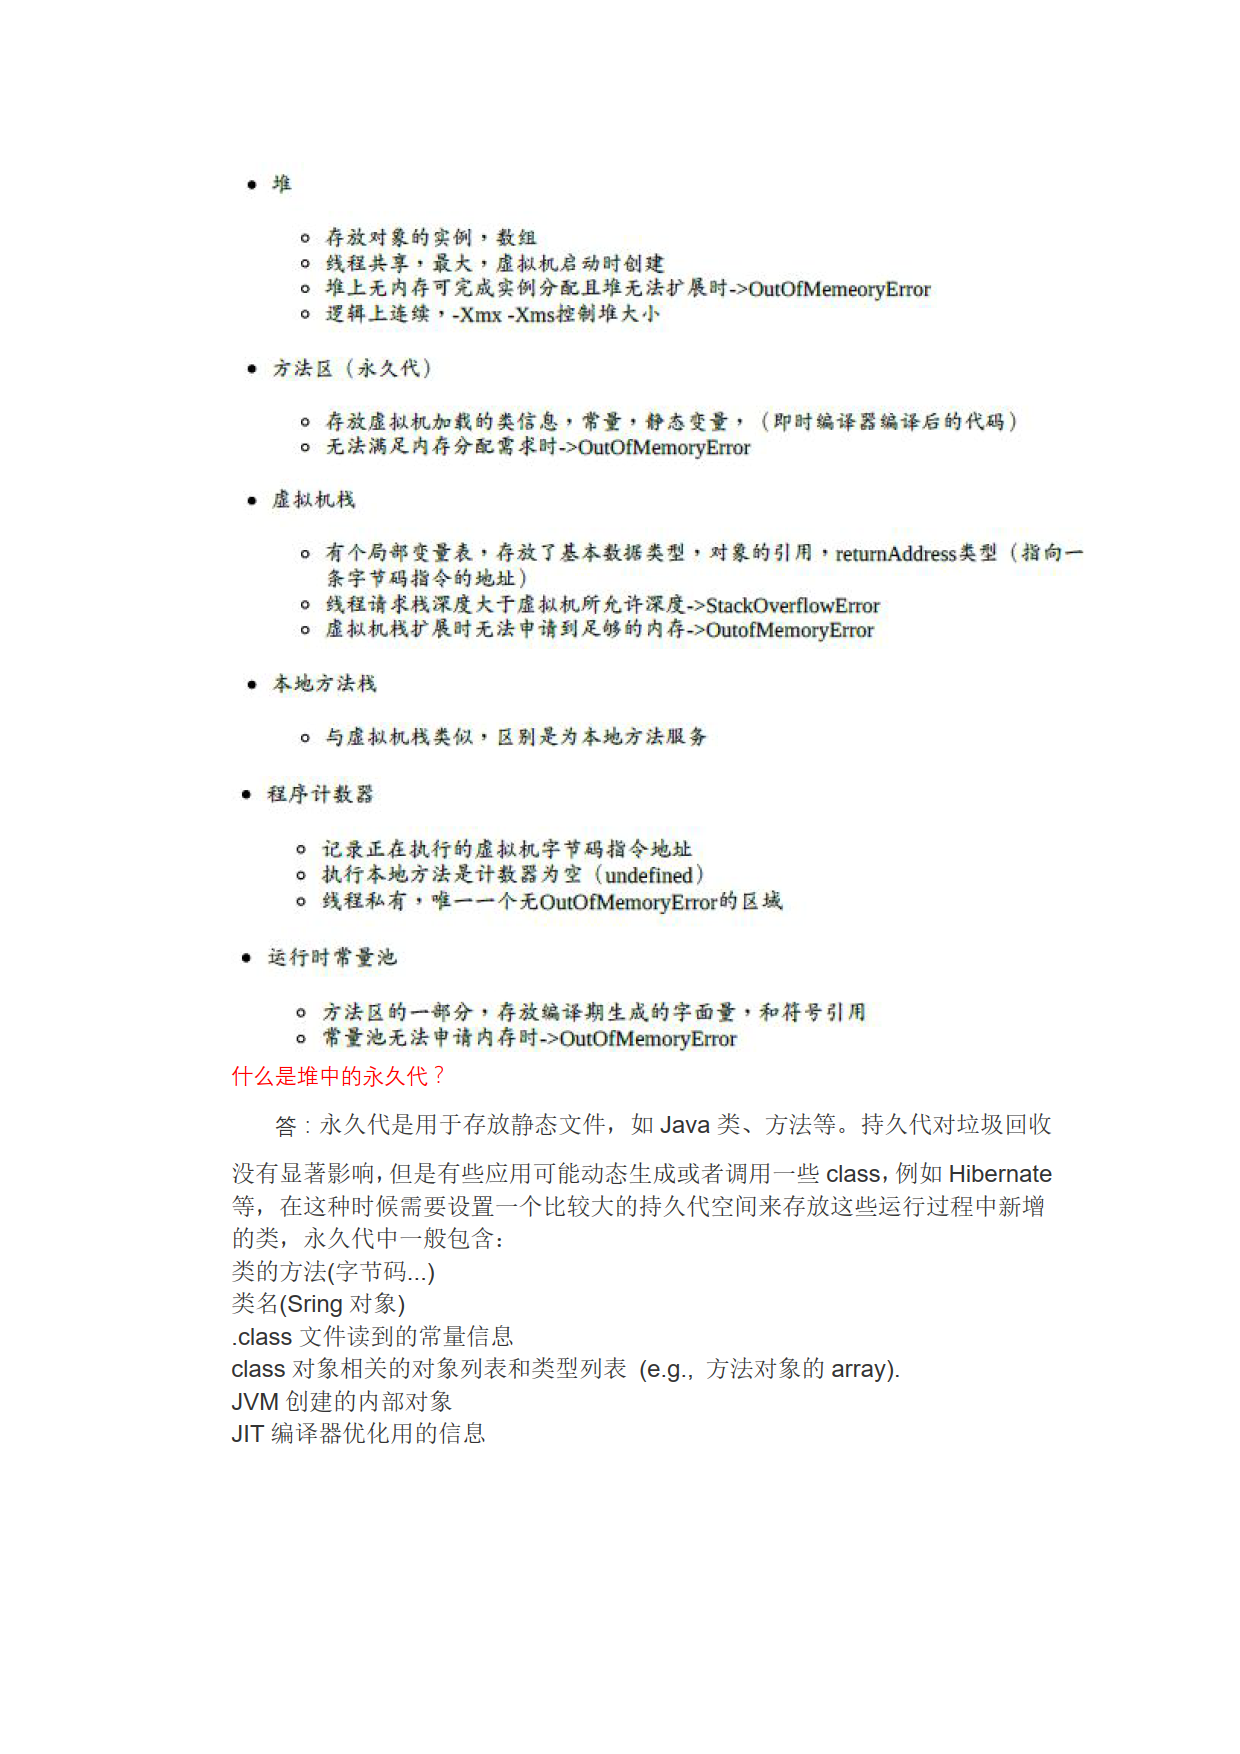 • 堆
○ 存放对象的实例，数组
○ 线程共享，最大，虚拟机启动时创建
○ 堆上无内存可完成实例分配且堆无法扩展时->OutOfMemeoryError
○ 逻辑上连续，-Xmx -Xms控制堆大小
• 方法区（永久代）
○ 存放虚拟机加载的类信息，常量，静态变量，（即时编译器编译后的代码）
○ 无法满足内存分配需求时->OutOfMemoryError
• 虚拟机栈
○ 有个局部变量表，存放了基本数据类型，对象的引用，returnAddress类型（指向一
条字节码指令的地址）
○ 线程请求栈深度大于虚拟机所允许深度->StackOverflowError
○ 虚拟机栈扩展时无法申请到足够的内存->OutofMemoryError
• 本地方法栈
○ 与虚拟机栈类似，区别是为本地方法服务
• 程序计数器
○ 记录正在执行的虚拟机字节码指令地址
○ 执行本地方法是计数器为空（undefined）
○ 线程私有，唯一一个无OutOfMemoryError的区域
• 运行时常量池
○ 方法区的一部分，存放编译期生成的字面量，和符号引用
○ 常量池无法申请内存时->OutOfMemoryError
什么是堆中的永久代？
答：永久代是用于存放静态文件，如 Java 类、方法等。持久代对垃圾回收
没有显著影响，但是有些应用可能动态生成或者调用一些 class，例如 Hibernate
等，在这种时候需要设置一个比较大的持久代空间来存放这些运行过程中新增
的类，永久代中一般包含：
类的方法(字节码...)
类名(Sring 对象)
.class 文件读到的常量信息
class 对象相关的对象列表和类型列表 (e.g., 方法对象的 array).
JVM 创建的内部对象
JIT 编译器优化用的信息